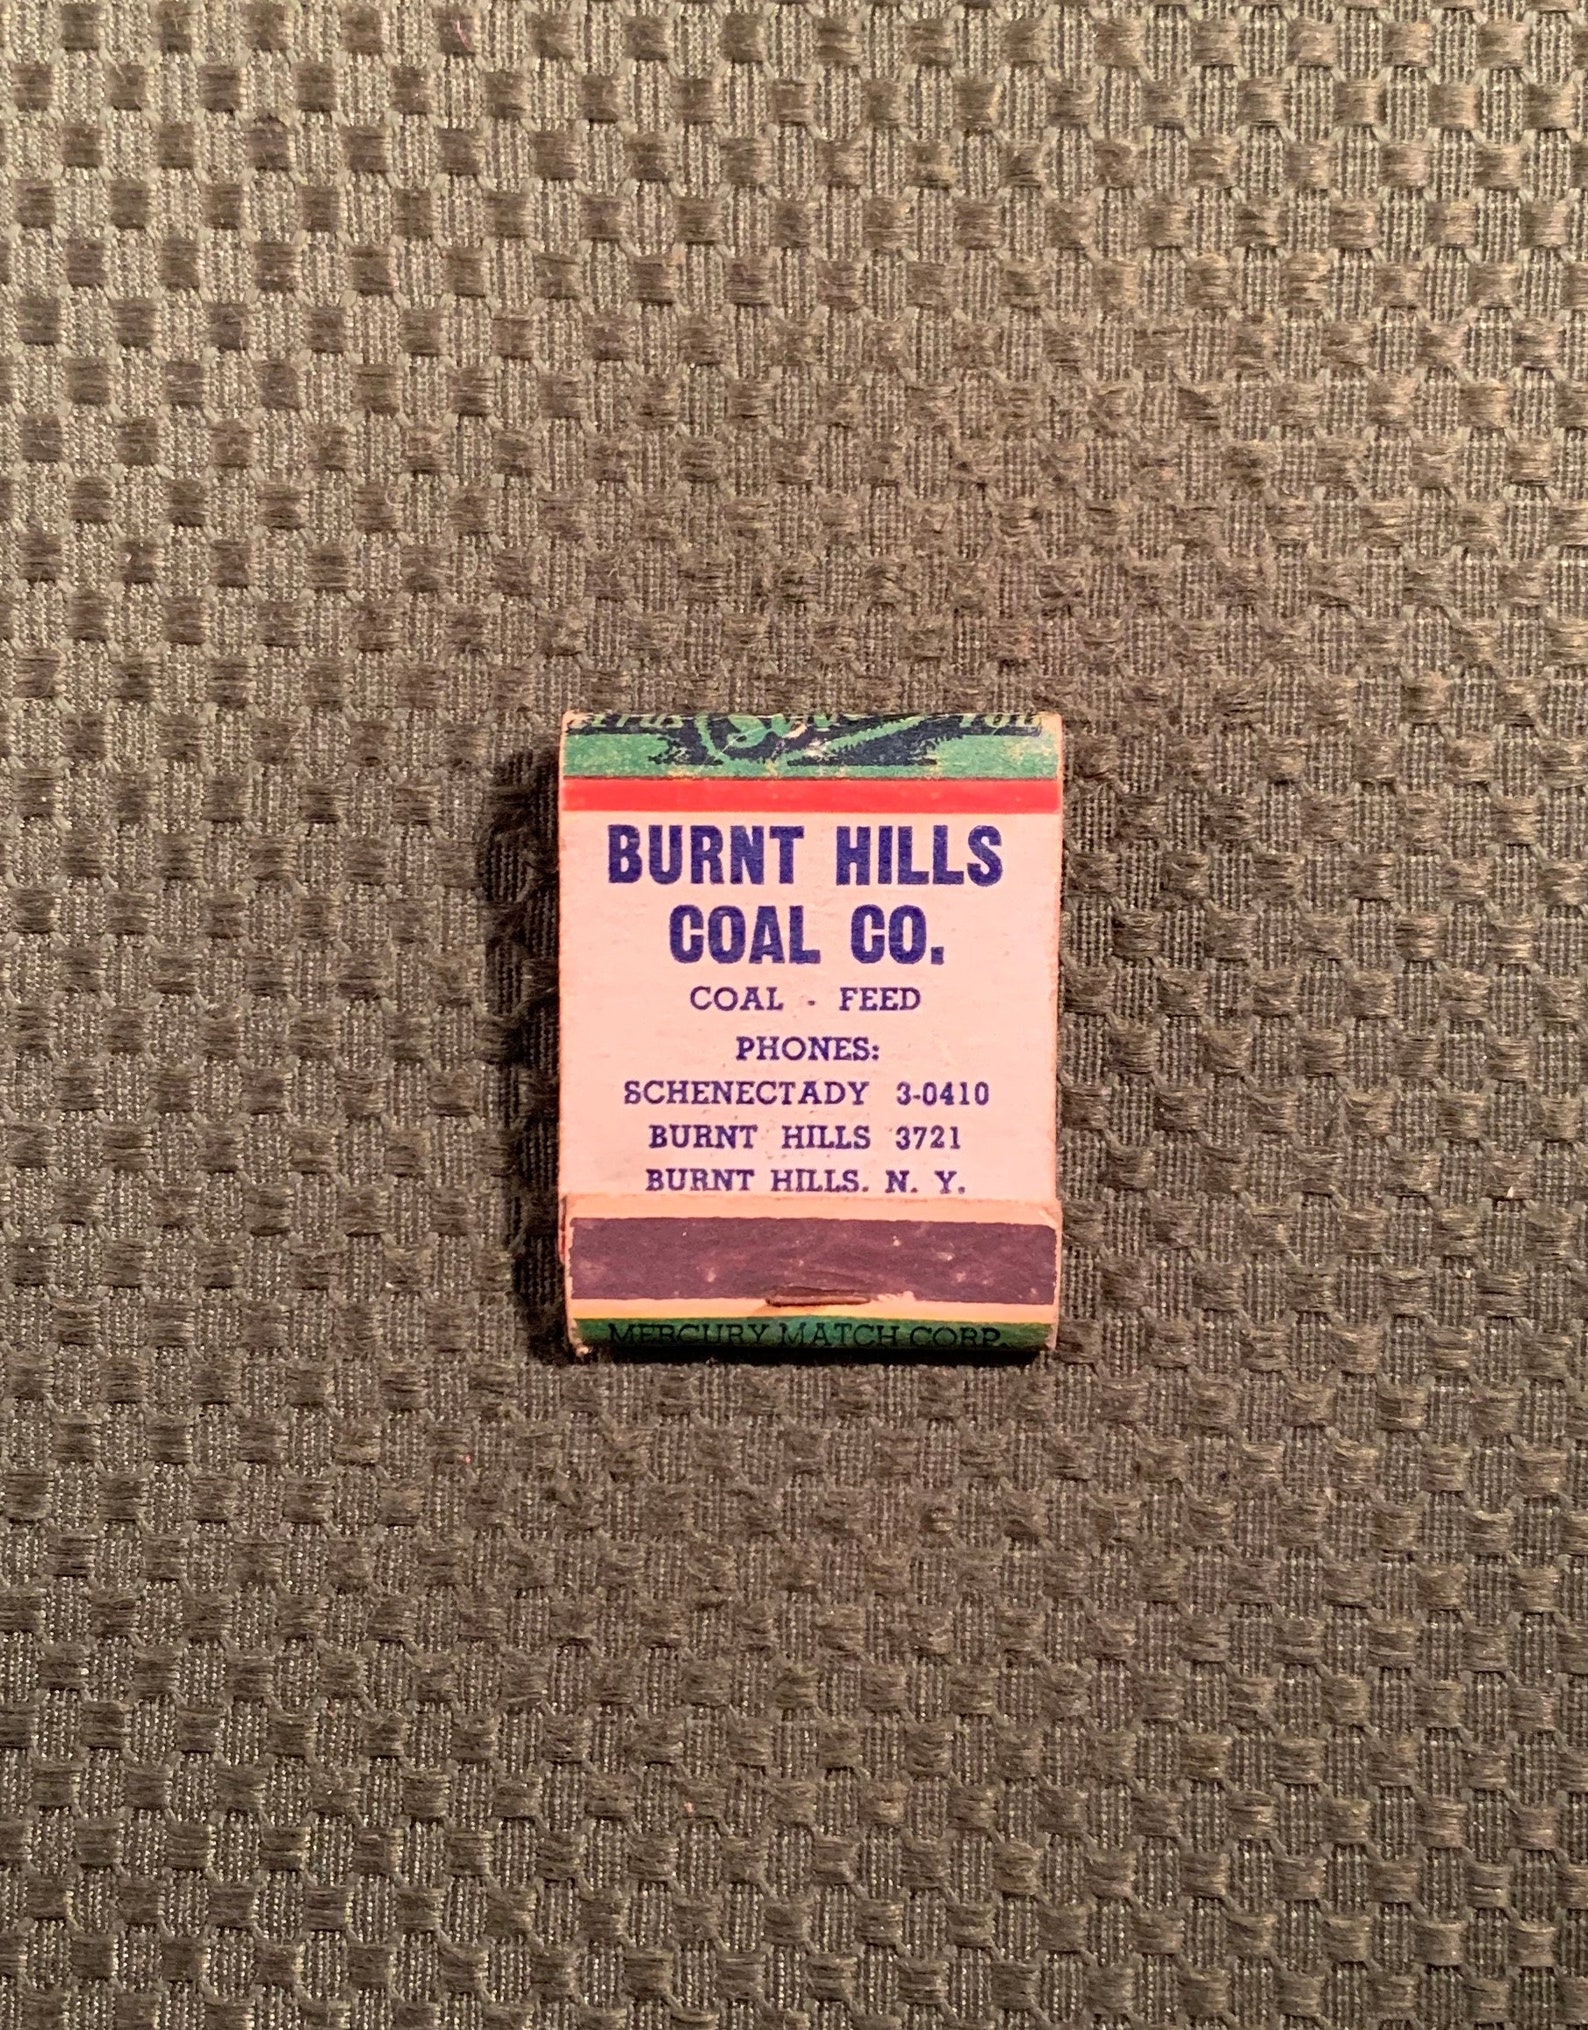 BURNT HILLS
COAL CO.
COAL - FEED
PHONES:
SCHENECTADY 3-0410
BURNT HILLS 3721
BURNT HILLS. N. Y.
MERCURY MATCH CORP.